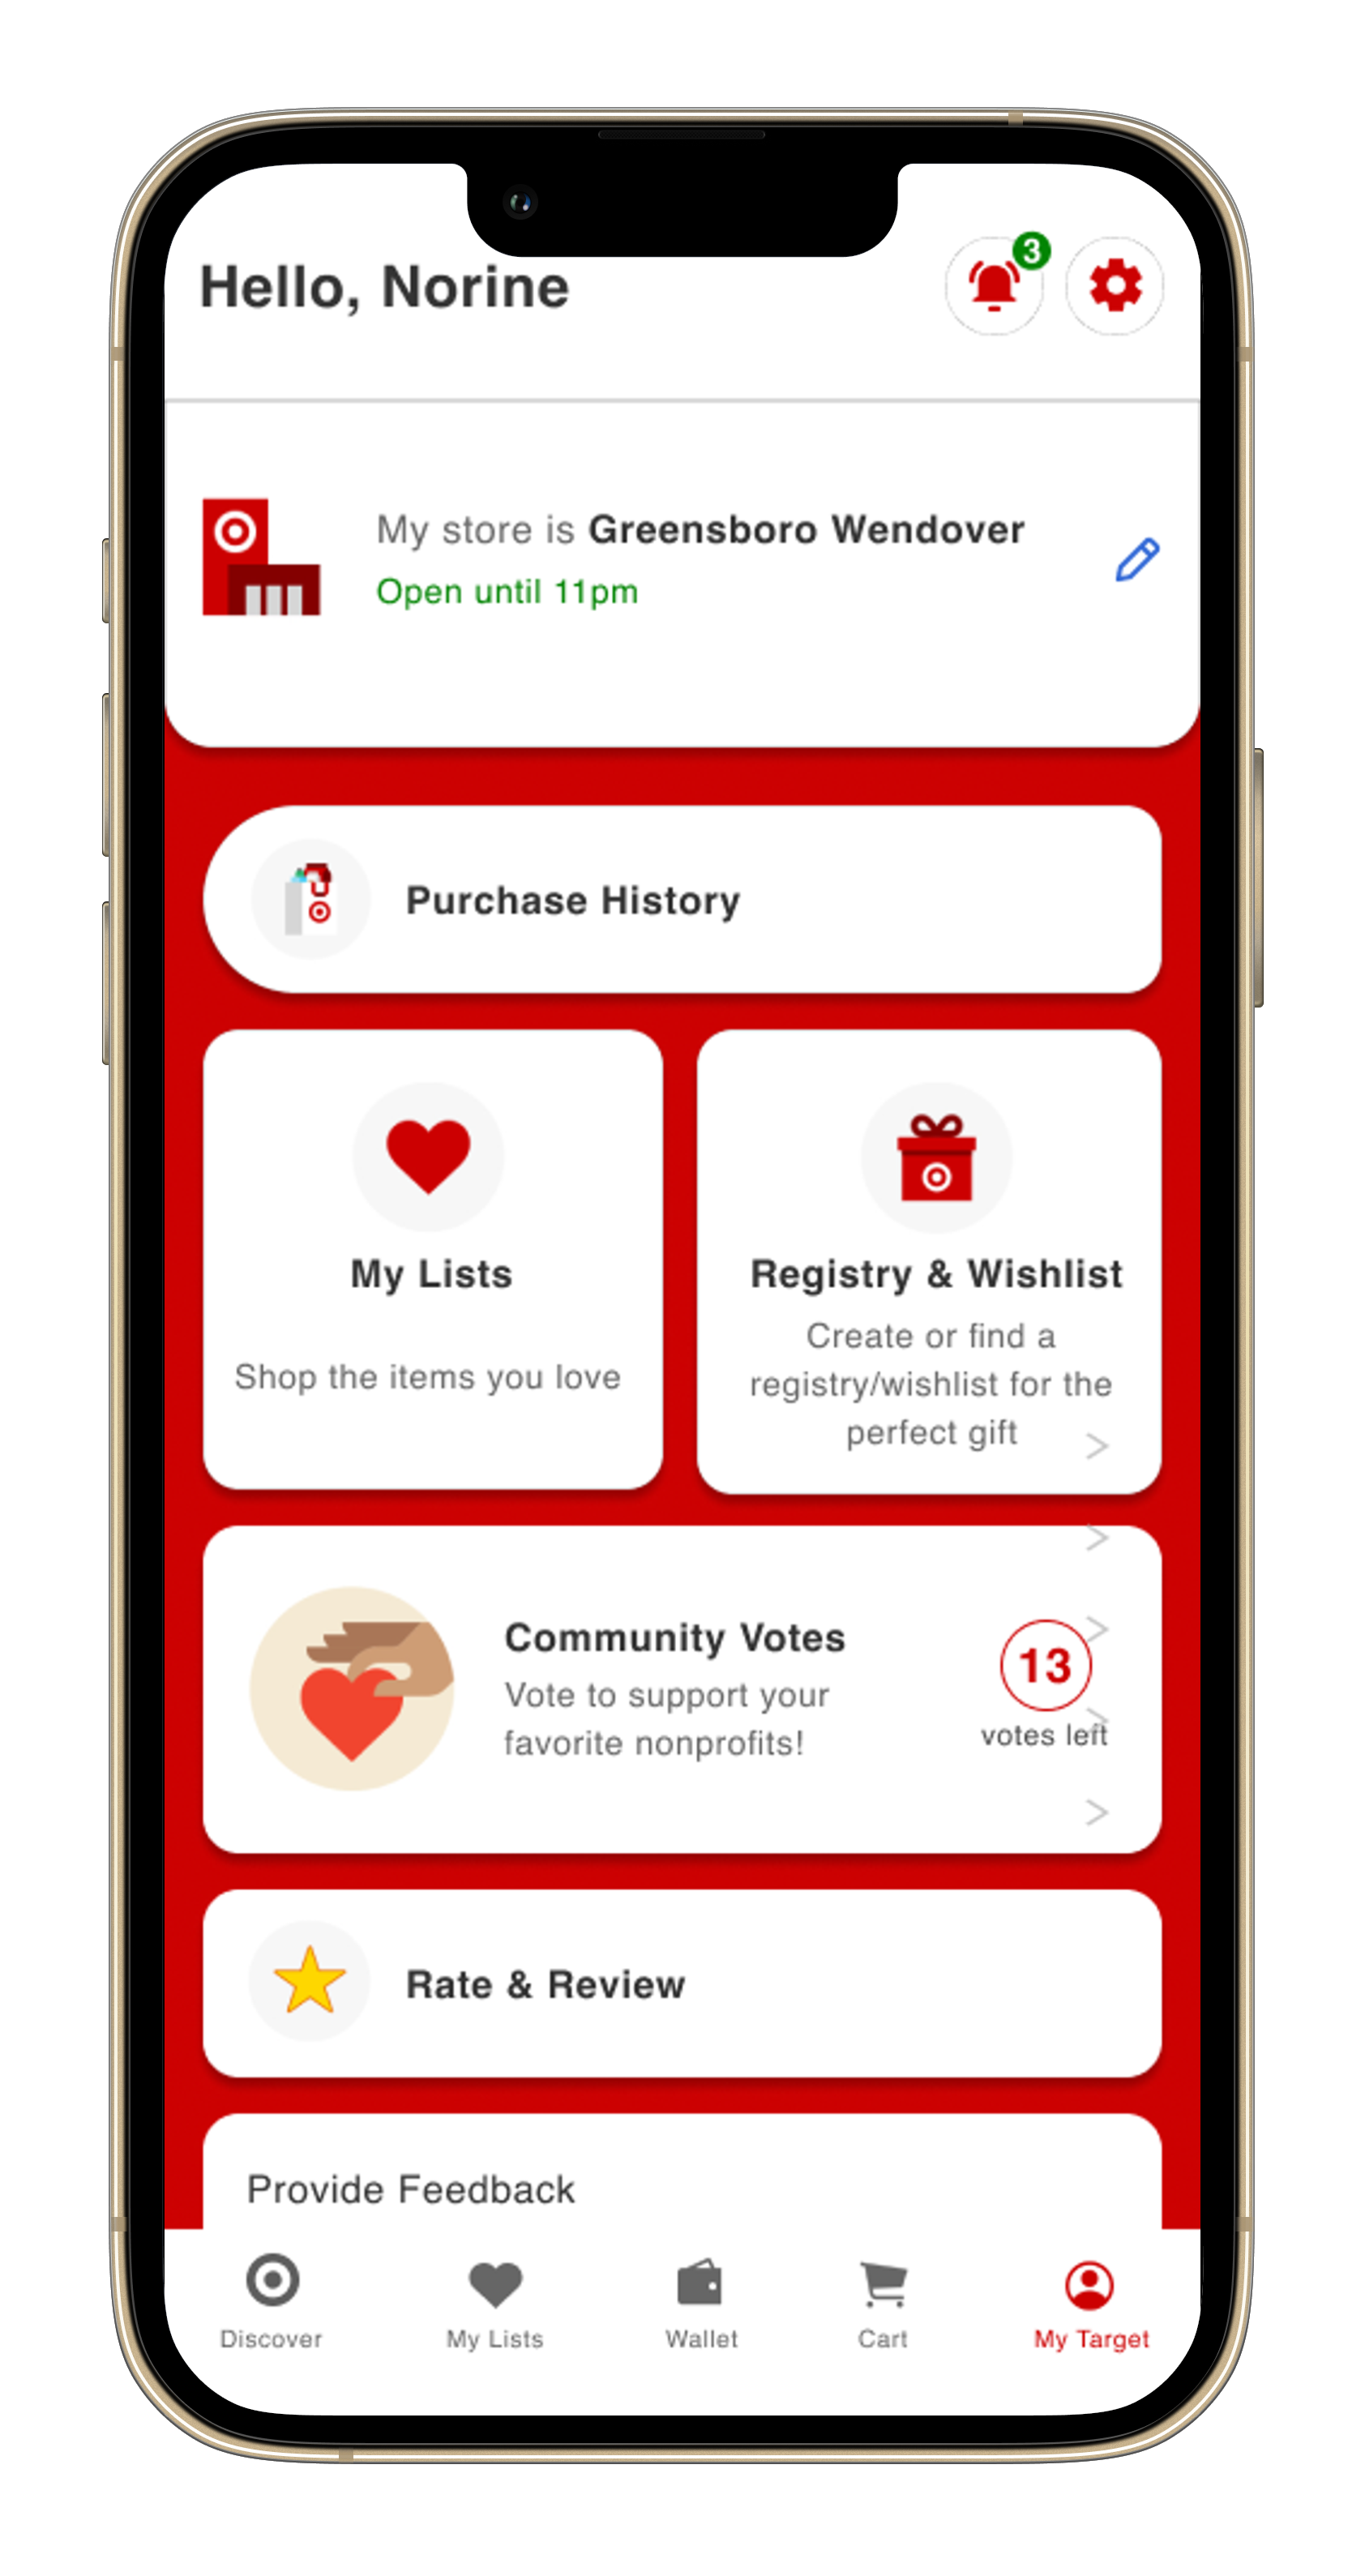 Hello, Norine
3
My store is Greensboro Wendover
Open until 11pm
Purchase History
My Lists
Shop the items you love
Registry & Wishlist
Create or find a
registry/wishlist for the
perfect gift
>
>
Community Votes
Vote to support your
favorite nonprofits!
>
13
>
votes left
>
Rate & Review
Provide Feedback
Discover
My Lists
Wallet
Cart
My Target